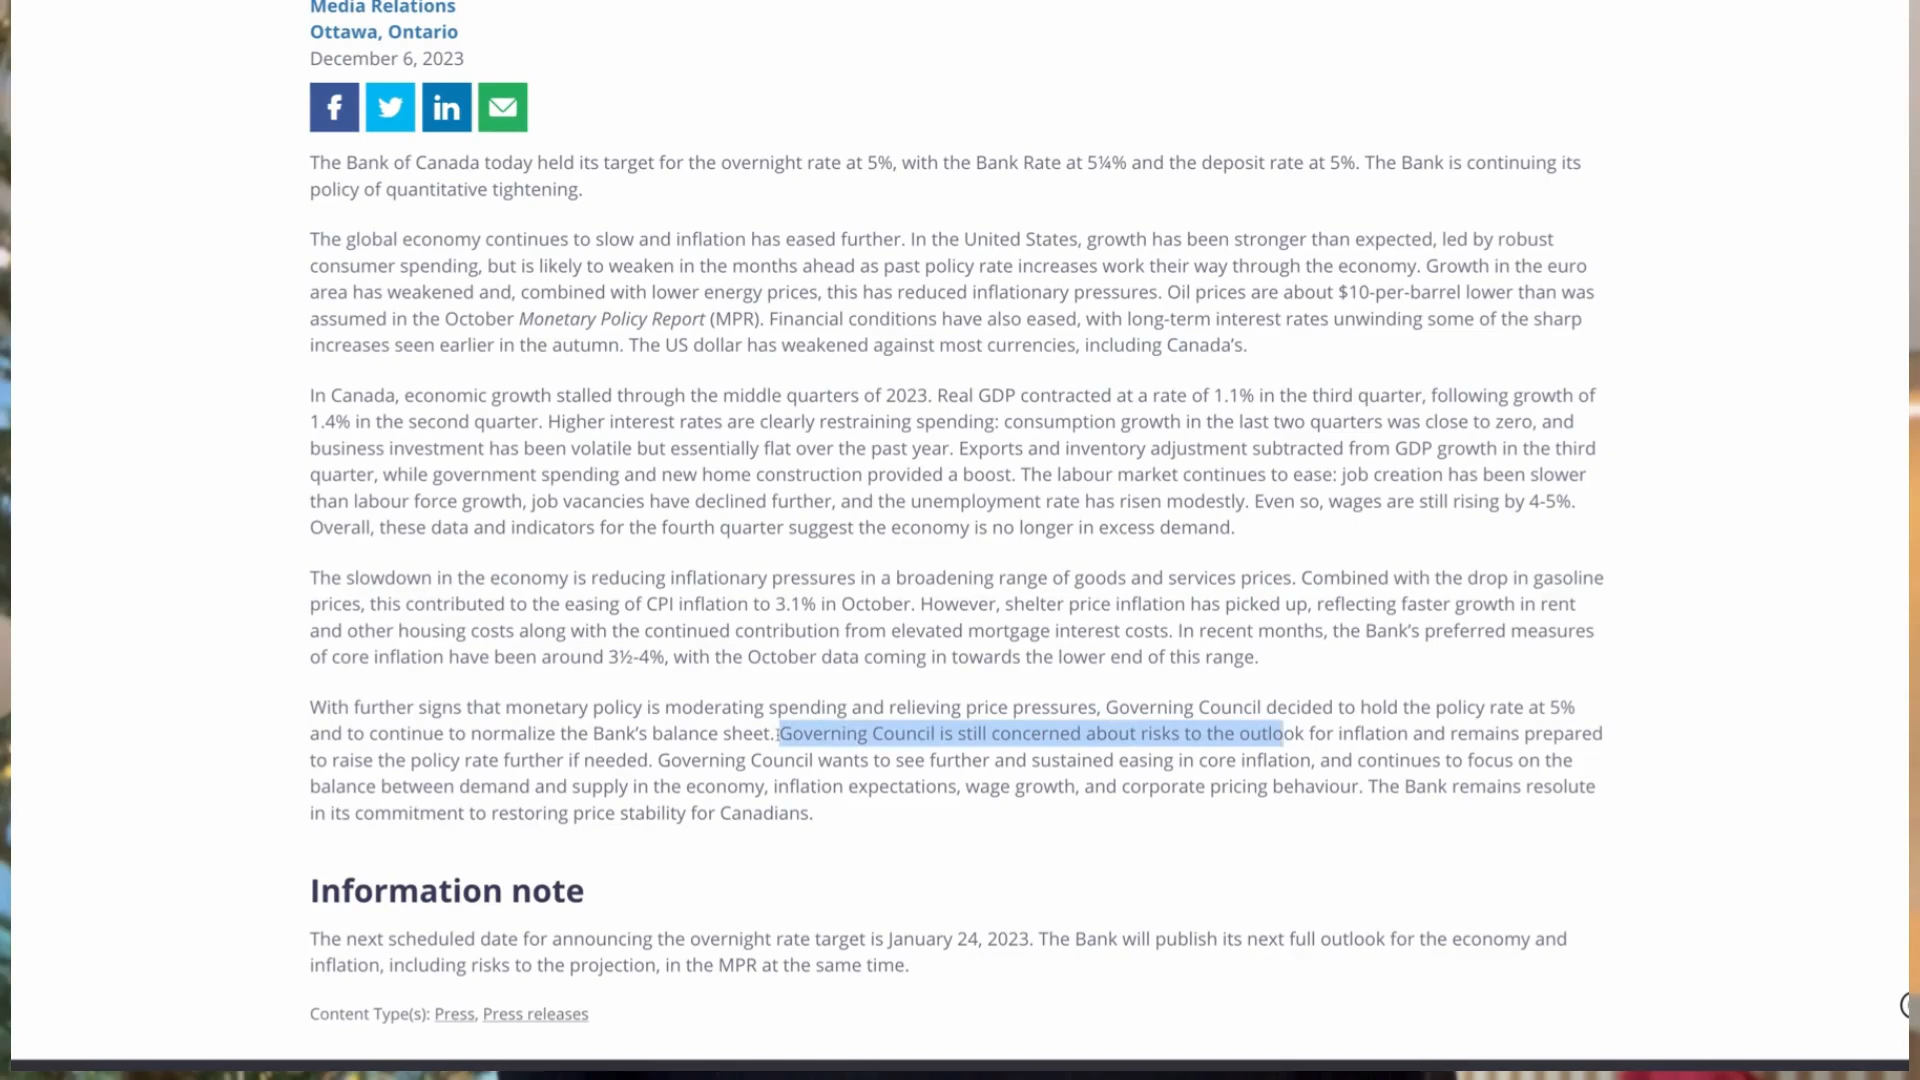 Media Relations
Ottawa, Ontario
December 6, 2023
The Bank of Canada today held its target for the overnight rate at 5%, with the Bank Rate at 5¼% and the deposit rate at 5%. The Bank is continuing its
policy of quantitative tightening.
The global economy continues to slow and inflation has eased further. In the United States, growth has been stronger than expected, led by robust
consumer spending, but is likely to weaken in the months ahead as past policy rate increases work their way through the economy. Growth in the euro
area has weakened and, combined with lower energy prices, this has reduced inflationary pressures. Oil prices are about $10-per-barrel lower than was
assumed in the October Monetary Policy Report (MPR). Financial conditions have also eased, with long-term interest rates unwinding some of the sharp
increases seen earlier in the autumn. The US dollar has weakened against most currencies, including Canada’s.
In Canada, economic growth stalled through the middle quarters of 2023. Real GDP contracted at a rate of 1.1% in the third quarter, following growth of
1.4% in the second quarter. Higher interest rates are clearly restraining spending: consumption growth in the last two quarters was close to zero, and
business investment has been volatile but essentially flat over the past year. Exports and inventory adjustment subtracted from GDP growth in the third
quarter, while government spending and new home construction provided a boost. The labour market continues to ease: job creation has been slower
than labour force growth, job vacancies have declined further, and the unemployment rate has risen modestly. Even so, wages are still rising by 4-5%.
Overall, these data and indicators for the fourth quarter suggest the economy is no longer in excess demand.
The slowdown in the economy is reducing inflationary pressures in a broadening range of goods and services prices. Combined with the drop in gasoline
prices, this contributed to the easing of CPI inflation to 3.1% in October. However, shelter price inflation has picked up, reflecting faster growth in rent
and other housing costs along with the continued contribution from elevated mortgage interest costs. In recent months, the Bank’s preferred measures
of core inflation have been around 3½-4%, with the October data coming in towards the lower end of this range.
With further signs that monetary policy is moderating spending and relieving price pressures, Governing Council decided to hold the policy rate at 5%
and to continue to normalize the Bank’s balance sheet. Governing Council is still concerned about risks to the outlook for inflation and remains prepared
to raise the policy rate further if needed. Governing Council wants to see further and sustained easing in core inflation, and continues to focus on the
balance between demand and supply in the economy, inflation expectations, wage growth, and corporate pricing behaviour. The Bank remains resolute
in its commitment to restoring price stability for Canadians.
Information note
The next scheduled date for announcing the overnight rate target is January 24, 2023. The Bank will publish its next full outlook for the economy and
inflation, including risks to the projection, in the MPR at the same time.
Content Type(s): Press, Press releases